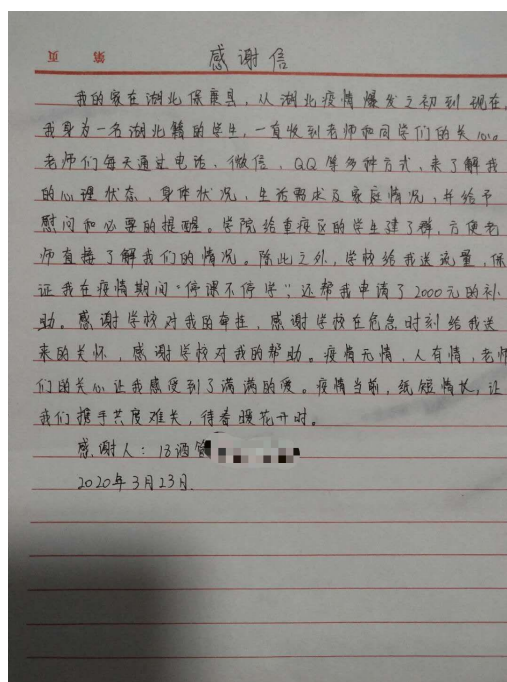 第 页
感谢信
我的家在湖北保康县，从湖北疫情爆发之初到现在，
我身为一名湖北籍的学生，一直收到老师和同学们的关心。
老师们每天通过电话、微信、QQ等多种方式，来了解我
的心理状态、身体状况、生活需求及家庭情况，并给予
慰问和必要的提醒。学院给重疫区的学生建了群，方便老
师直接了解我们的情况。除此之外，学校给我送流量，保
证我在疫情期间“停课不停学”，还帮我申请了2000元的补
助。感谢学校对我的牵挂，感谢学校在危急时刻给我送
来的关怀，感谢学校对我的帮助。疫情无情，人有情，老师
们的关心让我感受到了满满的爱。疫情当前，纸短情长，让
我们携手共度难关，待春暖花开时。
感谢人：18酒管
2020年3月23日